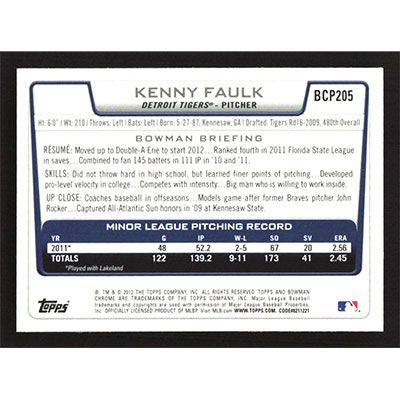 KENNY FAULK
BCP205
DETROIT TIGERS® - PITCHER
Ht: 6'0" | Wt: 210 | Throws: Left | Bats: Left | Born: 5-27-87, Kennesaw, GA | Drafted: Tigers Rd16-2009, 480th Overall
BOWMAN BRIEFING
RÉSUMÉ: Moved up to Double-A Erie to start 2012...Ranked fourth in 2011 Florida State League
in saves...Combined to fan 145 batters in 111 IP in '10 and '11.
SKILLS: Did not throw hard in high school, but learned finer points of pitching...Developed
pro-level velocity in college...Competes with intensity...Big man who is willing to work inside.
UP CLOSE: Coaches baseball in offseasons...Models game after former Braves pitcher John
Rocker...Captured All-Atlantic Sun honors in '09 at Kennesaw State.
MINOR LEAGUE PITCHING RECORD
YR G IP W-L SO SV ERA
2011* 48 52.2 2-5 67 20 2.56
TOTALS 122 139.2 9-11 173 41 2.45
*Played with Lakeland
Topps
®, TM & © 2012 THE TOPPS COMPANY, INC. ALL RIGHTS RESERVED. TOPPS AND BOWMAN
CHROME ARE TRADEMARKS OF THE TOPPS COMPANY, INC. Major League Baseball
trademarks and copyrights are used with permission of Major League Baseball Properties,
Inc. OFFICIALLY LICENSED PRODUCT OF MLBP. Visit MLB.com WWW.TOPPS.COM. CODE#8211221